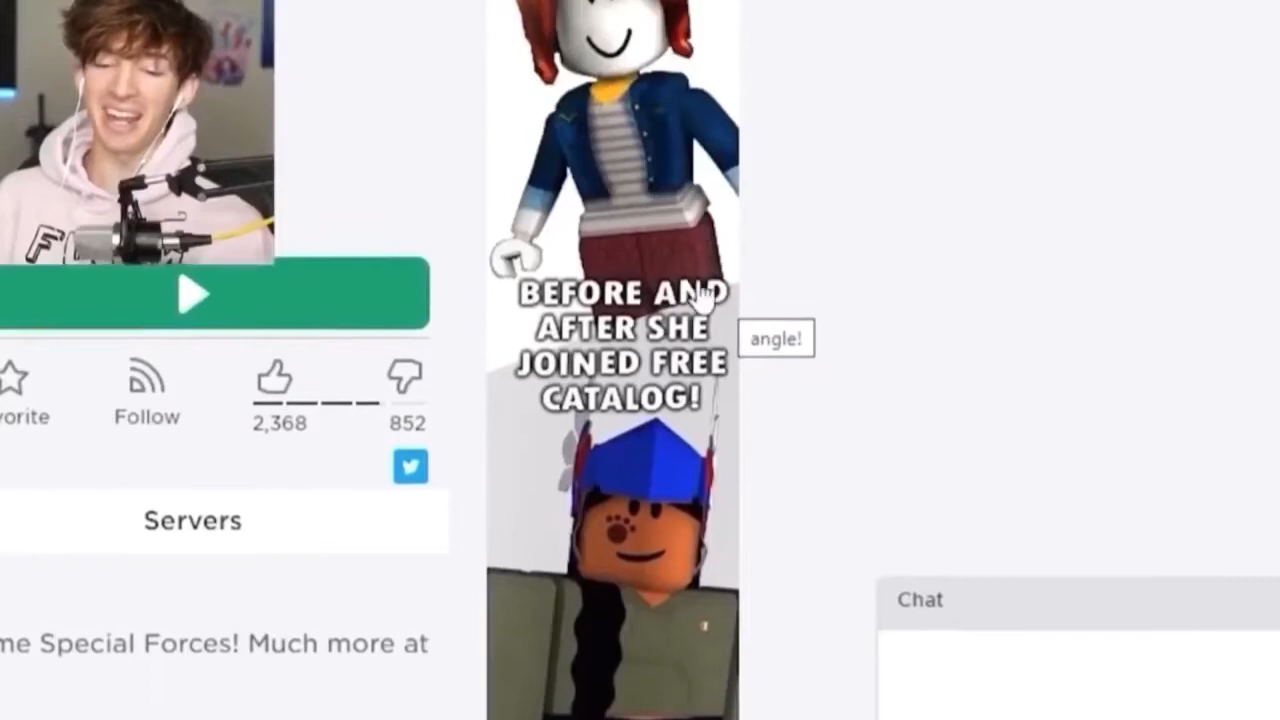 BEFORE AND
AFTER SHE
JOINED FREE
CATALOG!
angle!
vorite
Follow
2,368
852
Servers
me Special Forces! Much more at
Chat